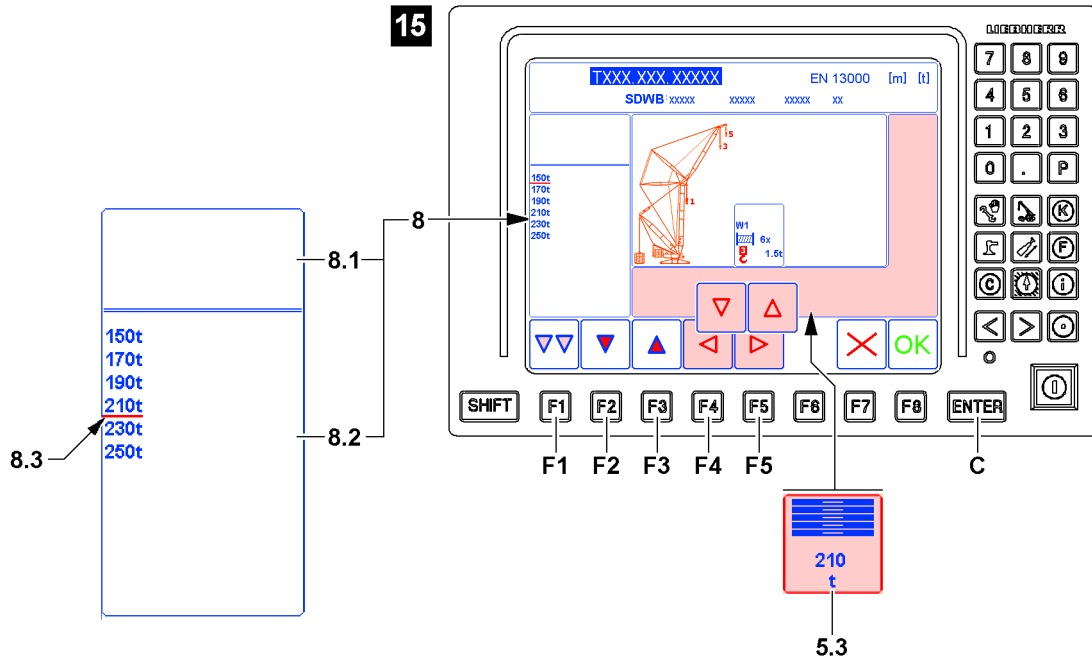 15
LIEBHERR
TXXX. XXX. XXXXX EN 13000 [m] [t]
SDWB: xxxxx xxxxx xxxxx xx
150t
170t
190t
210t
230t
250t
5
3
1
W1
6x
1.5t
OK
7 8 9
4 5 6
1 2 3
0 . P
K
F
C i
SHIFT F1 F2 F3 F4 F5 F6 F7 F8 ENTER
F1 F2 F3 F4 F5 C
8
8.1
8.2
8.3
150t
170t
190t
210t
230t
250t
210
t
5.3